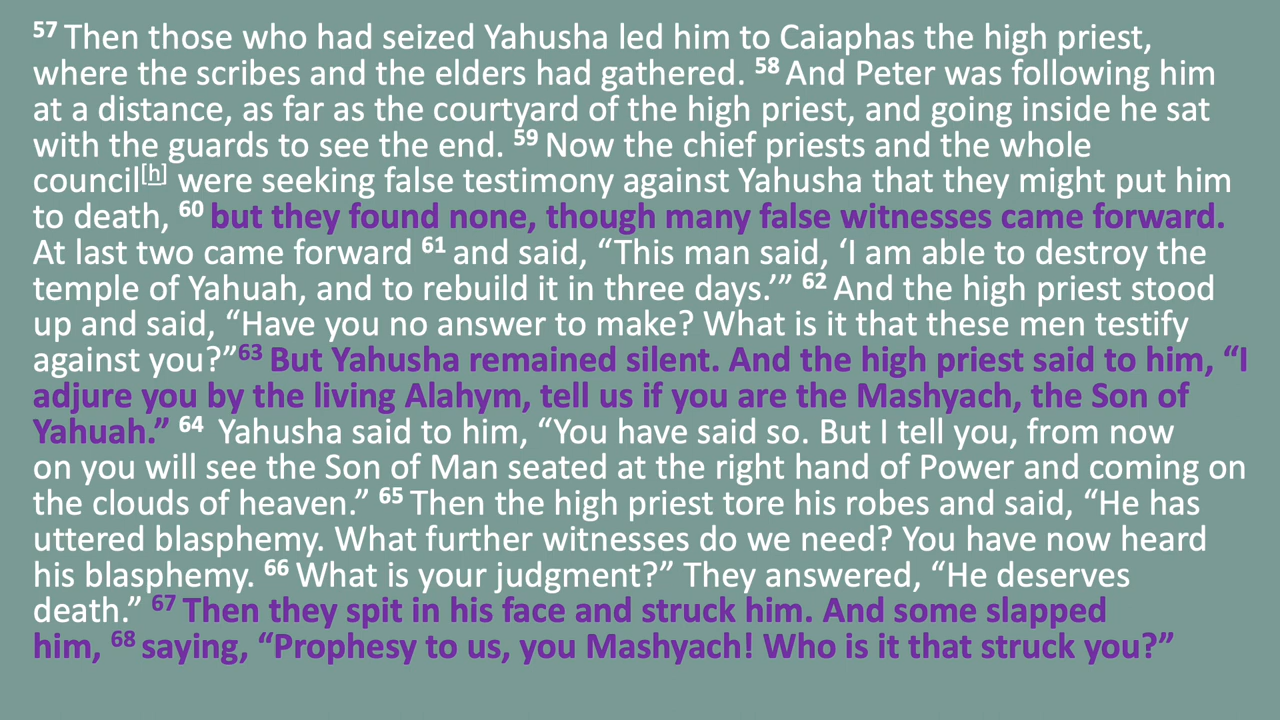 57 Then those who had seized Yahusha led him to Caiaphas the high priest,
where the scribes and the elders had gathered. 58 And Peter was following him
at a distance, as far as the courtyard of the high priest, and going inside he sat
with the guards to see the end. 59 Now the chief priests and the whole
council[h] were seeking false testimony against Yahusha that they might put him
to death, 60 but they found none, though many false witnesses came forward.
At last two came forward 61 and said, “This man said, ‘I am able to destroy the
temple of Yahuah, and to rebuild it in three days.’” 62 And the high priest stood
up and said, “Have you no answer to make? What is it that these men testify
against you?”63 But Yahusha remained silent. And the high priest said to him, “I
adjure you by the living Alahym, tell us if you are the Mashyach, the Son of
Yahuah.” 64 Yahusha said to him, “You have said so. But I tell you, from now
on you will see the Son of Man seated at the right hand of Power and coming on
the clouds of heaven.” 65 Then the high priest tore his robes and said, “He has
uttered blasphemy. What further witnesses do we need? You have now heard
his blasphemy. 66 What is your judgment?” They answered, “He deserves
death.” 67 Then they spit in his face and struck him. And some slapped
him, 68 saying, “Prophesy to us, you Mashyach! Who is it that struck you?”